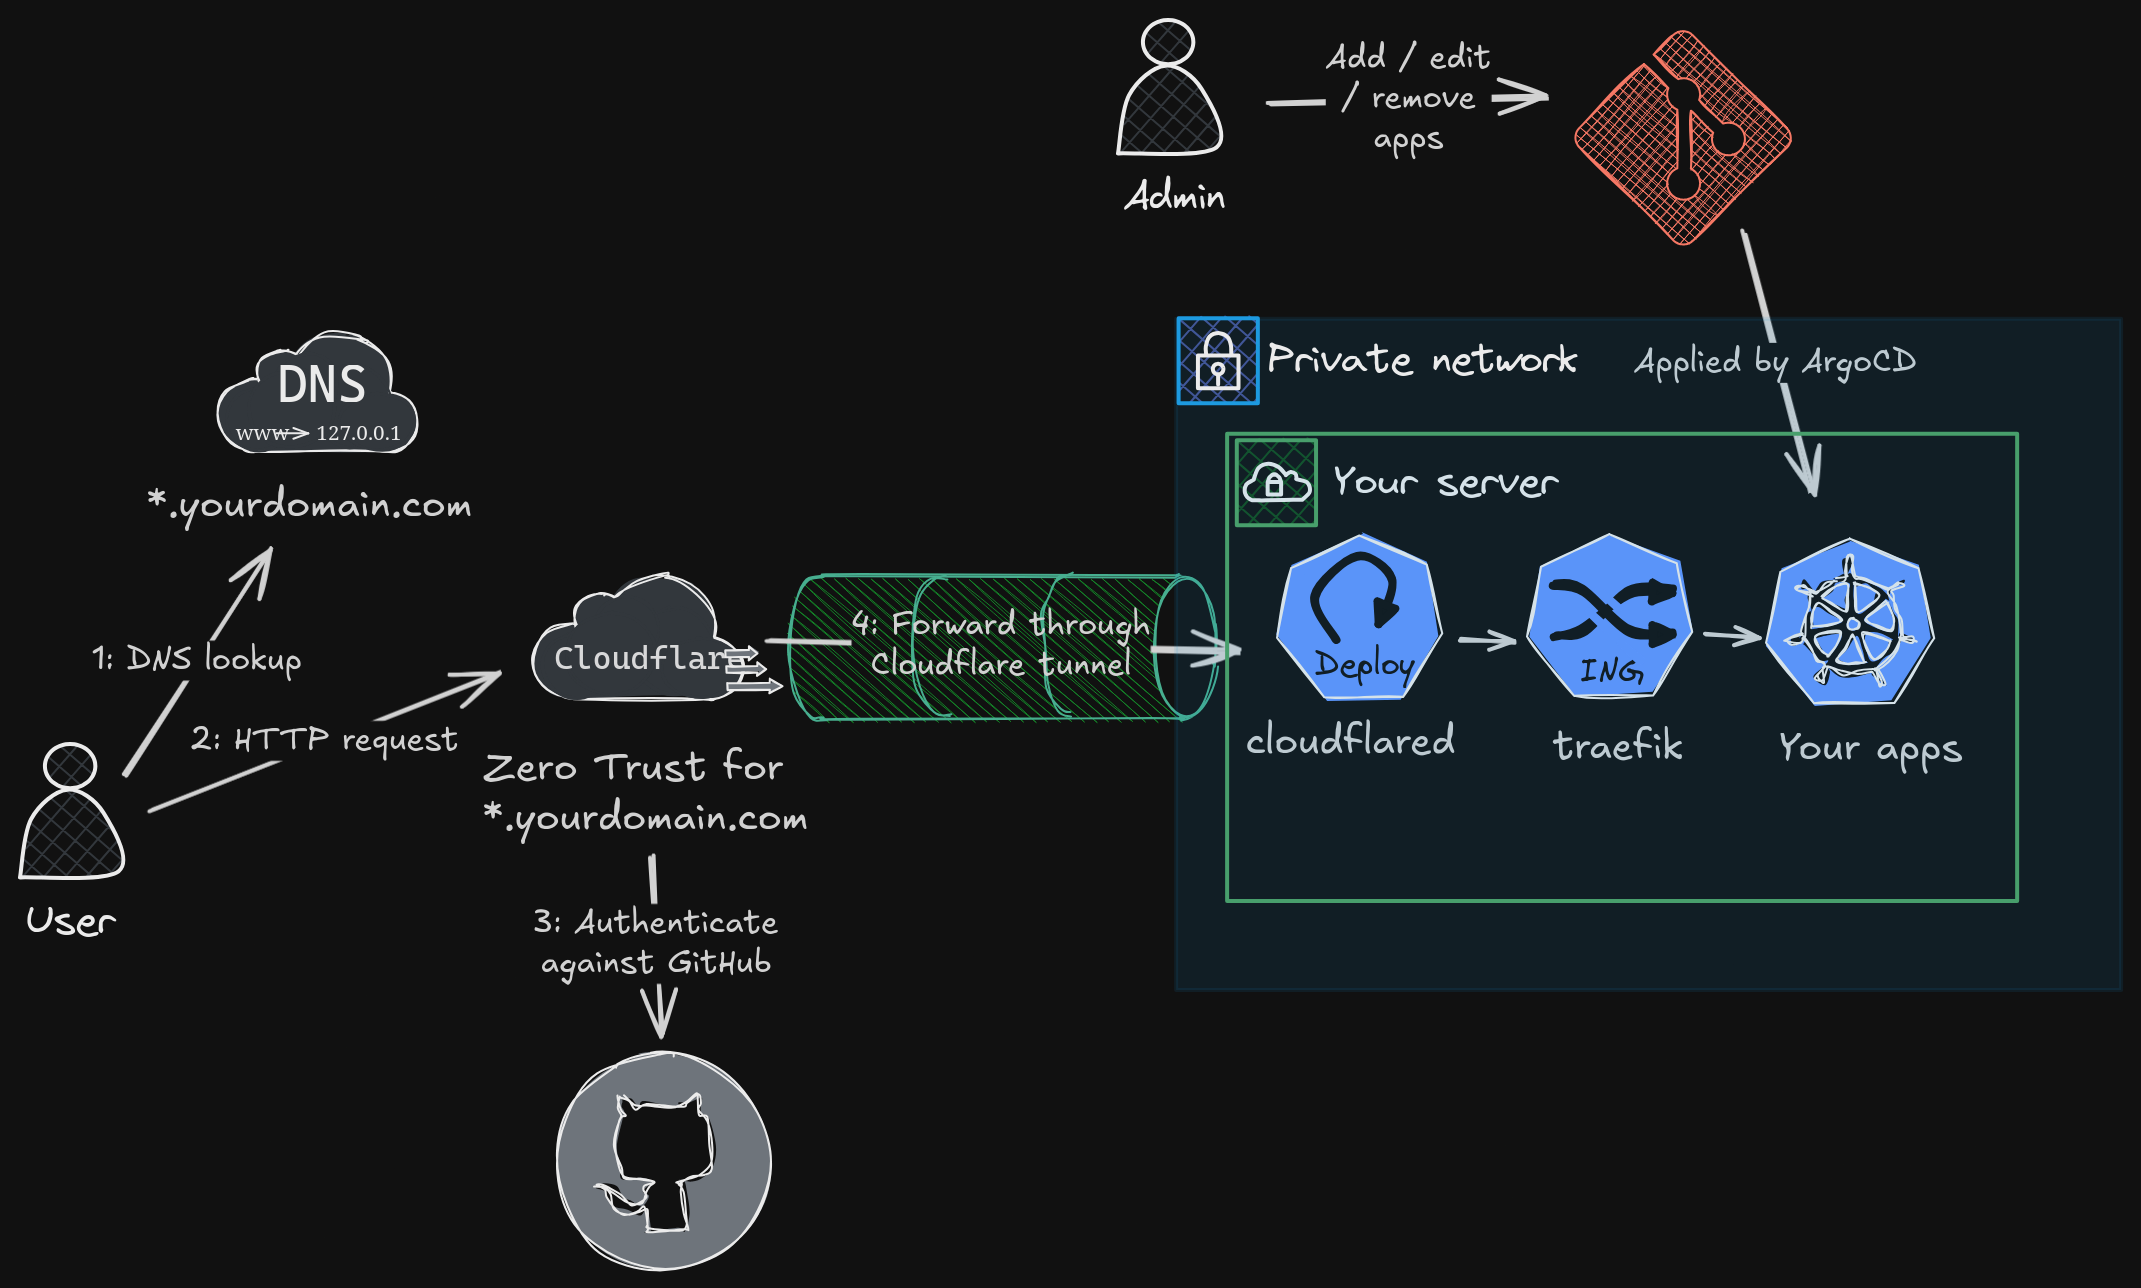 Add / edit
/ remove
apps
Admin
DNS
www
127.0.0.1
*.yourdomain.com
Private network
Applied by ArgoCD
Your server
1: DNS lookup
2: HTTP request
User
Cloudflare
4: Forward through
Cloudflare tunnel
Deploy
ING
cloudflared
traefik
Your apps
Zero Trust for
*.yourdomain.com
3: Authenticate
against GitHub